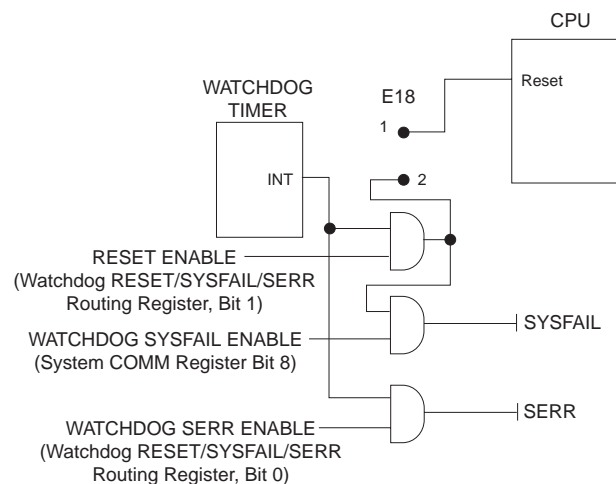 CPU
Reset
E18
1
2
WATCHDOG
TIMER
INT
RESET ENABLE
(Watchdog RESET/SYSFAIL/SERR
Routing Register, Bit 1)
WATCHDOG SYSFAIL ENABLE
(System COMM Register Bit 8)
SYSFAIL
WATCHDOG SERR ENABLE
(Watchdog RESET/SYSFAIL/SERR
Routing Register, Bit 0)
SERR